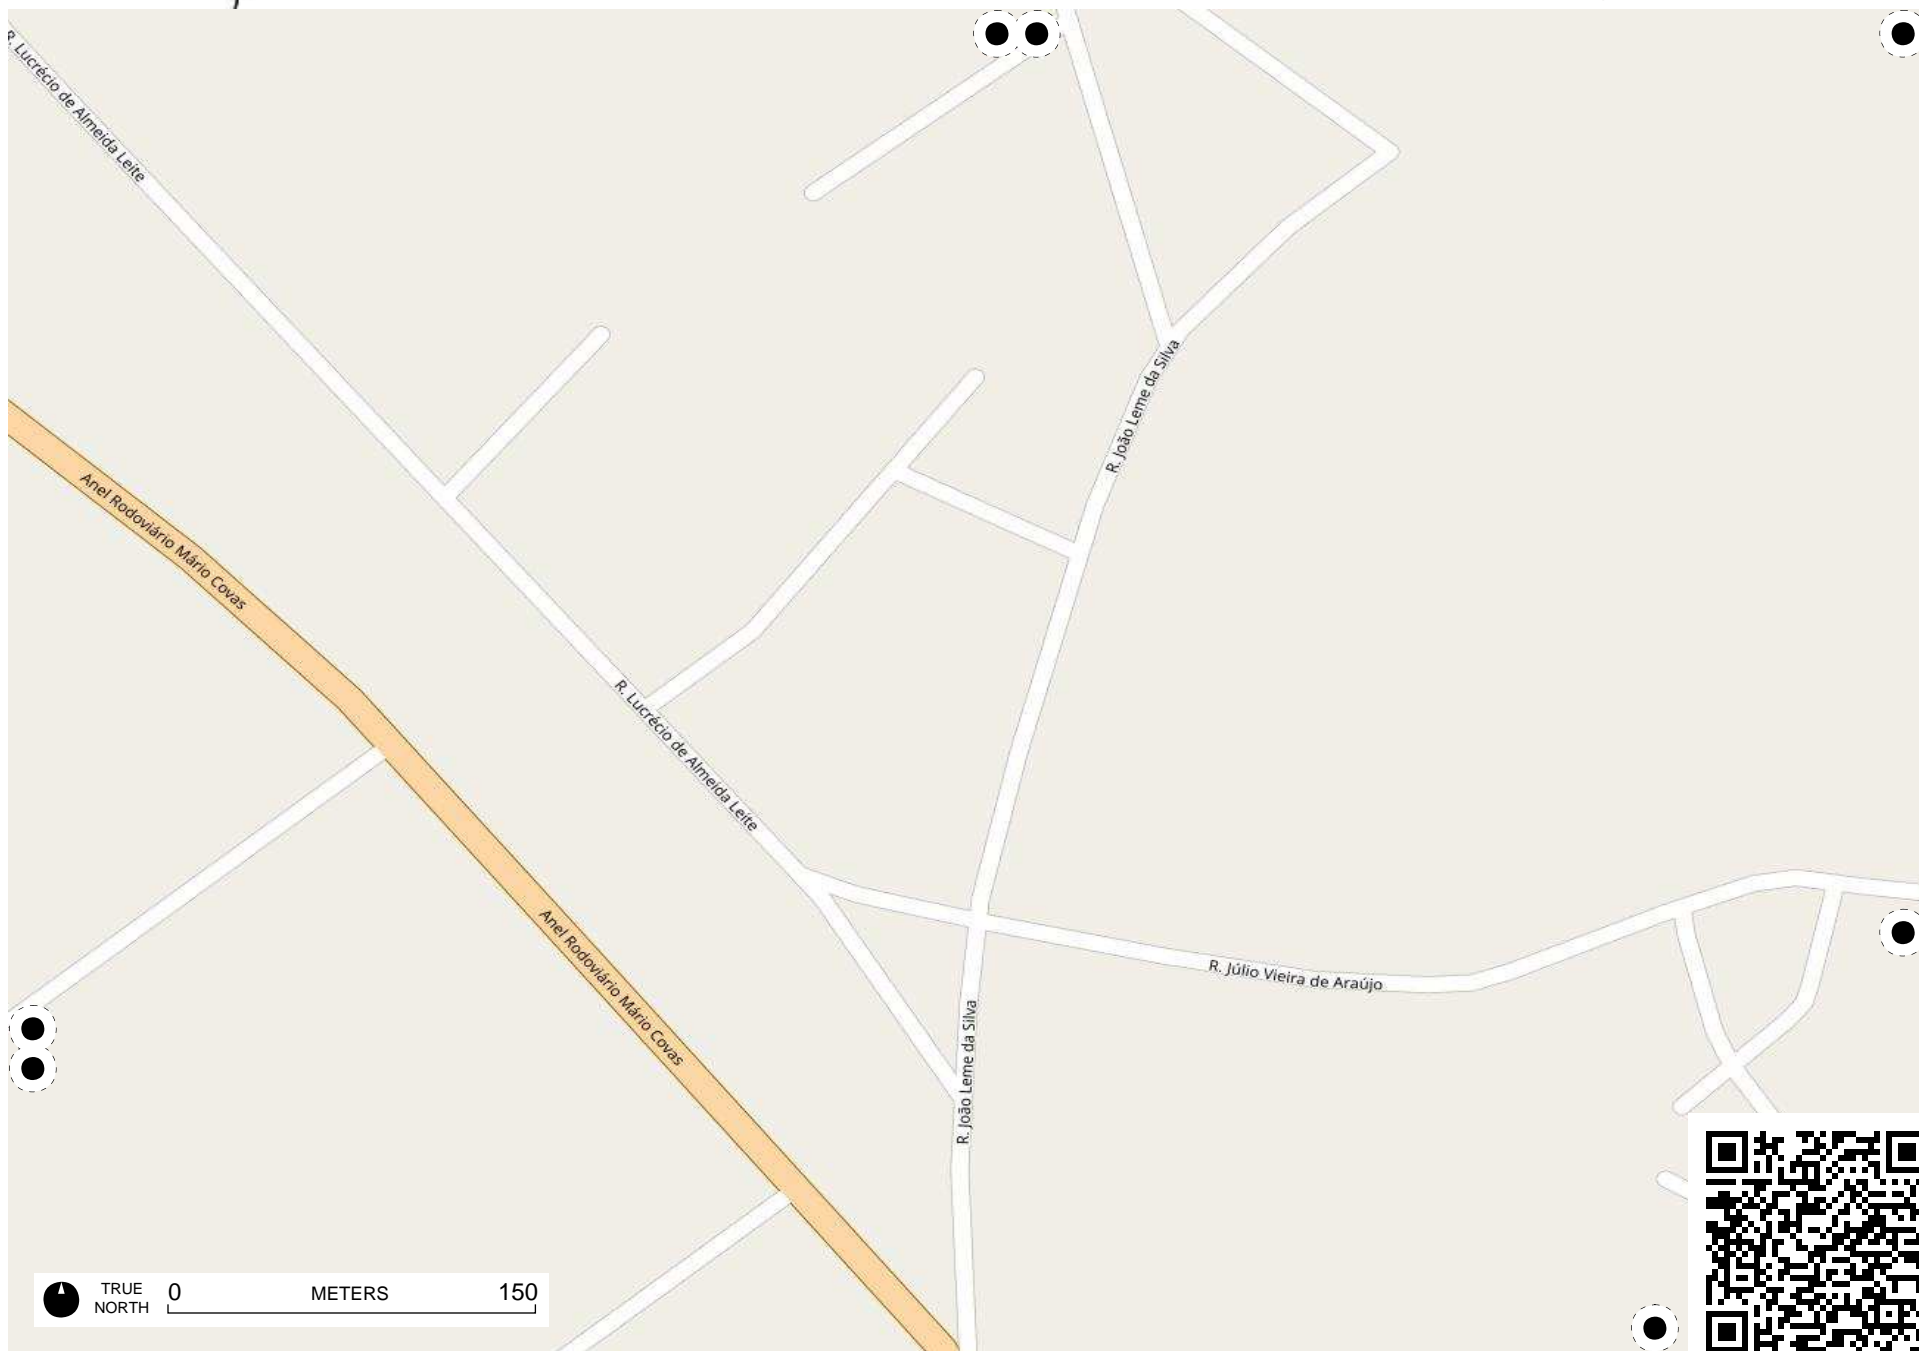 R. Lucrécio de Almeida Leite
R. João Leme da Silva
Anel Rodoviário Mário Covas
R. Lucrécio de Almeida Leite
Anel Rodoviário Mário Covas
R. Júlio Vieira de Araújo
R. João Leme da Silva
TRUE NORTH
0 METERS 150